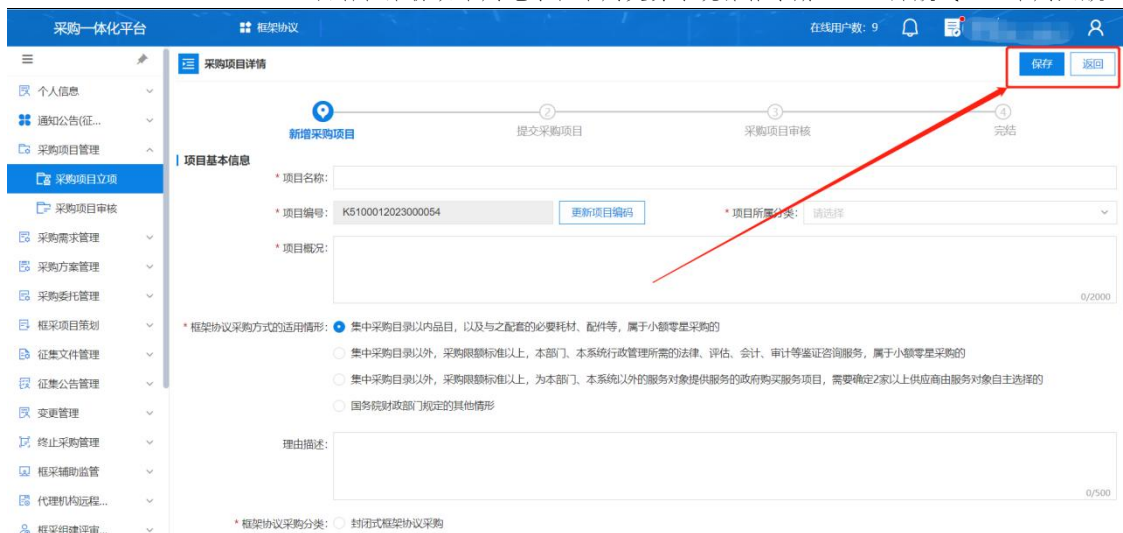 采购一体化平台 框架协议 在线用户数: 9
采购项目详情 保存 返回
个人信息
通知公告(征...
采购项目管理
采购项目立项
采购项目审核
采购需求管理
采购方案管理
采购委托管理
框采项目策划
征集文件管理
征集公告管理
变更管理
终止采购管理
框采辅助监管
代理机构远程...
框采组建评审...
新增采购项目 ② 提交采购项目 ③ 采购项目审核 ④ 完结
项目基本信息
* 项目名称:
* 项目编号: K5100012023000054 更新项目编码 * 项目所属分类: 请选择
* 项目概况:
0/2000
* 框架协议采购方式的适用情形: 集中采购目录以内品目，以及与之配套的必要耗材、配件等，属于小额零星采购的
集中采购目录以外，采购限额标准以上，本部门、本系统行政管理所需的法律、评估、会计、审计等鉴证咨询服务，属于小额零星采购的
集中采购目录以外，采购限额标准以上，为本部门、本系统以外的服务对象提供服务的政府购买服务项目，需要确定2家以上供应商由服务对象自主选择的
国务院财政部门规定的其他情形
理由描述:
0/500
* 框架协议采购分类: 封闭式框架协议采购